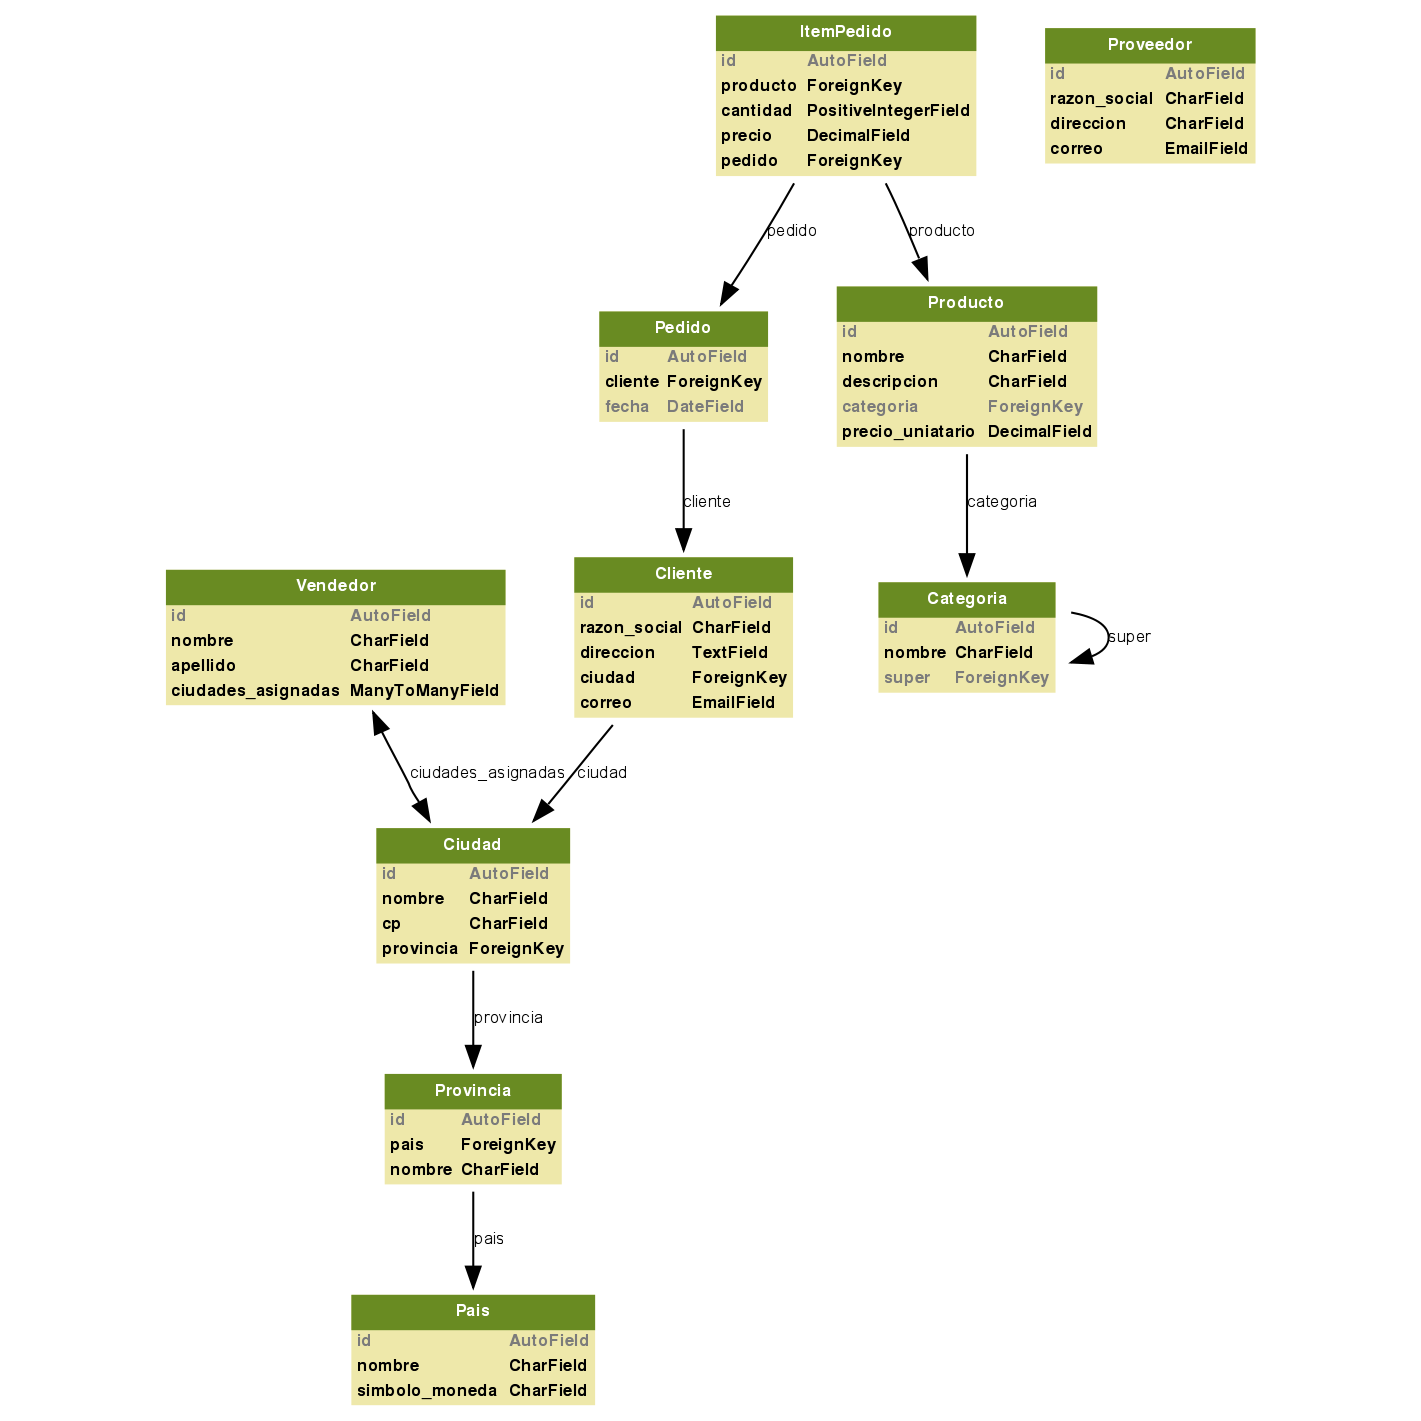 ItemPedido
id AutoField
producto ForeignKey
cantidad PositiveIntegerField
precio DecimalField
pedido ForeignKey
Proveedor
id AutoField
razon_social CharField
direccion CharField
correo EmailField
pedido
producto
Pedido
id AutoField
cliente ForeignKey
fecha DateField
Producto
id AutoField
nombre CharField
descripcion CharField
categoria ForeignKey
precio_uniatario DecimalField
cliente
categoria
Vendedor
id AutoField
nombre CharField
apellido CharField
ciudades_asignadas ManyToManyField
Cliente
id AutoField
razon_social CharField
direccion TextField
ciudad ForeignKey
correo EmailField
Categoria
id AutoField
nombre CharField
super ForeignKey
super
ciudades_asignadas
ciudad
Ciudad
id AutoField
nombre CharField
cp CharField
provincia ForeignKey
provincia
Provincia
id AutoField
pais ForeignKey
nombre CharField
pais
Pais
id AutoField
nombre CharField
simbolo_moneda CharField